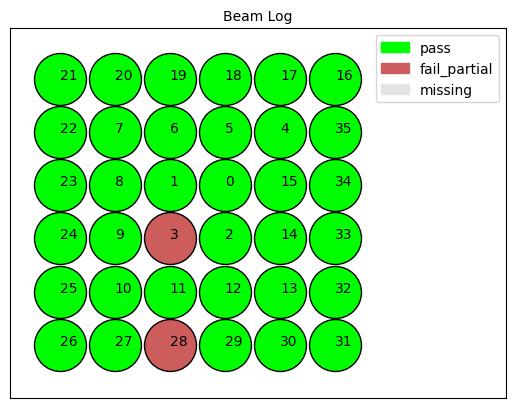 Beam Log
pass
fail_partial
missing
21 20 19 18 17 16
22 7 6 5 4 35
23 8 1 0 15 34
24 9 3 2 14 33
25 10 11 12 13 32
26 27 28 29 30 31